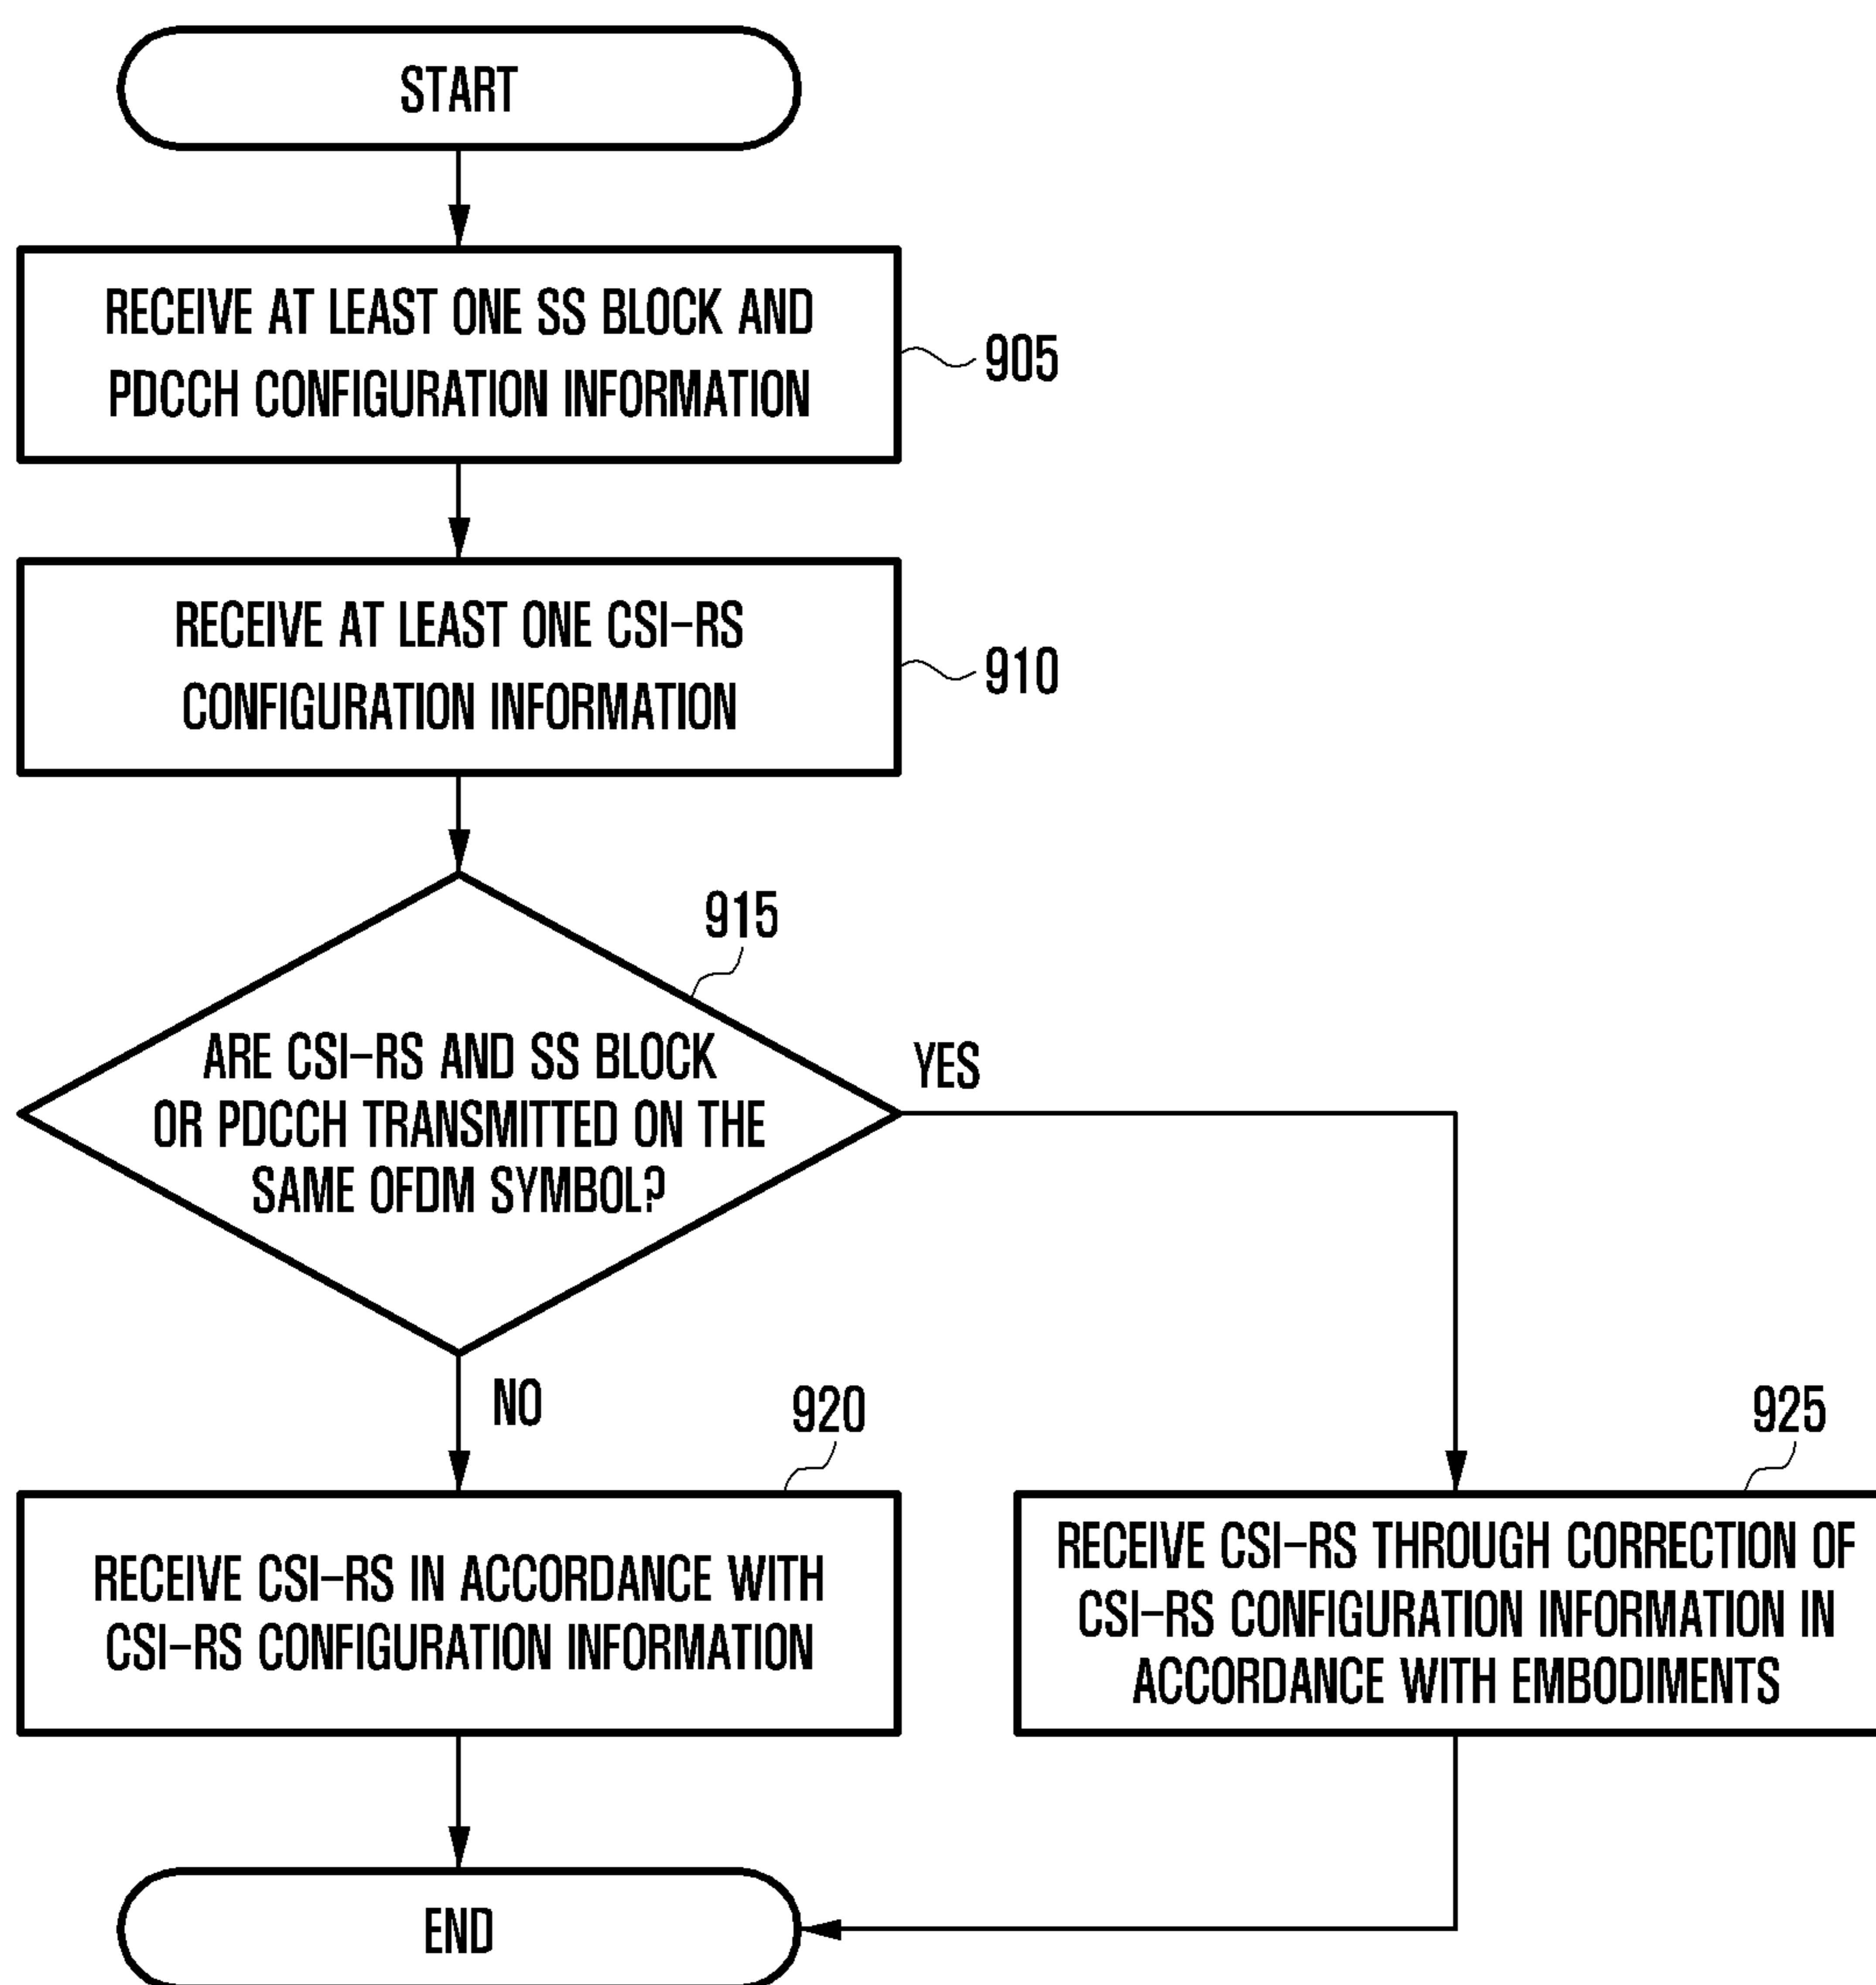 START
RECEIVE AT LEAST ONE SS BLOCK AND
PDCCH CONFIGURATION INFORMATION
905
RECEIVE AT LEAST ONE CSI-RS
CONFIGURATION INFORMATION
910
915
ARE CSI-RS AND SS BLOCK
OR PDCCH TRANSMITTED ON THE
SAME OFDM SYMBOL?
YES
NO
920
RECEIVE CSI-RS IN ACCORDANCE WITH
CSI-RS CONFIGURATION INFORMATION
925
RECEIVE CSI-RS THROUGH CORRECTION OF
CSI-RS CONFIGURATION INFORMATION IN
ACCORDANCE WITH EMBODIMENTS
END